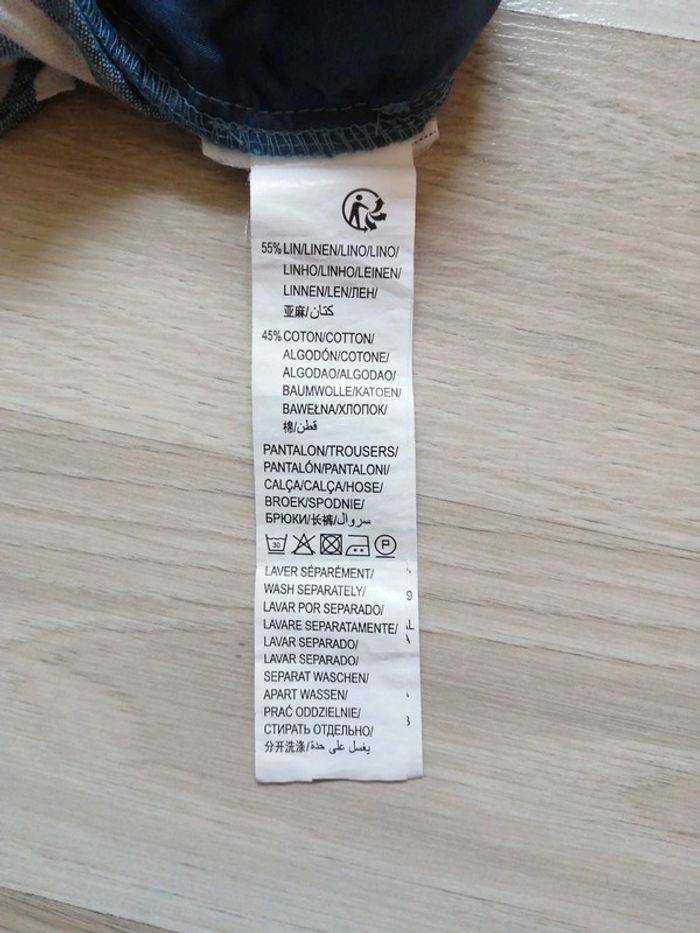 55% LIN/LINEN/LINO/LINO/
LINHO/LINHO/LEINEN/
LINNEN/LEN/ЛЕН/
亚麻/كتان/
45% COTON/COTTON/
ALGODÓN/COTONE/
ALGODAO/ALGODAO/
BAUMWOLLE/KATOEN/
BAWEŁNA/ХЛОПОК/
棉/قطن/
PANTALON/TROUSERS/
PANTALÓN/PANTALONI/
CALÇA/CALÇA/HOSE/
BROEK/SPODNIE/
БРЮКИ/长裤/سروال/
30 P
LAVER SÉPARÉMENT/
WASH SEPARATELY/
LAVAR POR SEPARADO/
LAVARE SEPARATAMENTE/
LAVAR SEPARADO/
LAVAR SEPARADO/
SEPARAT WASCHEN/
APART WASSEN/
PRAĆ ODDZIELNIE/
СТИРАТЬ ОТДЕЛЬНО/
分开洗涤/يغسل على حدة/